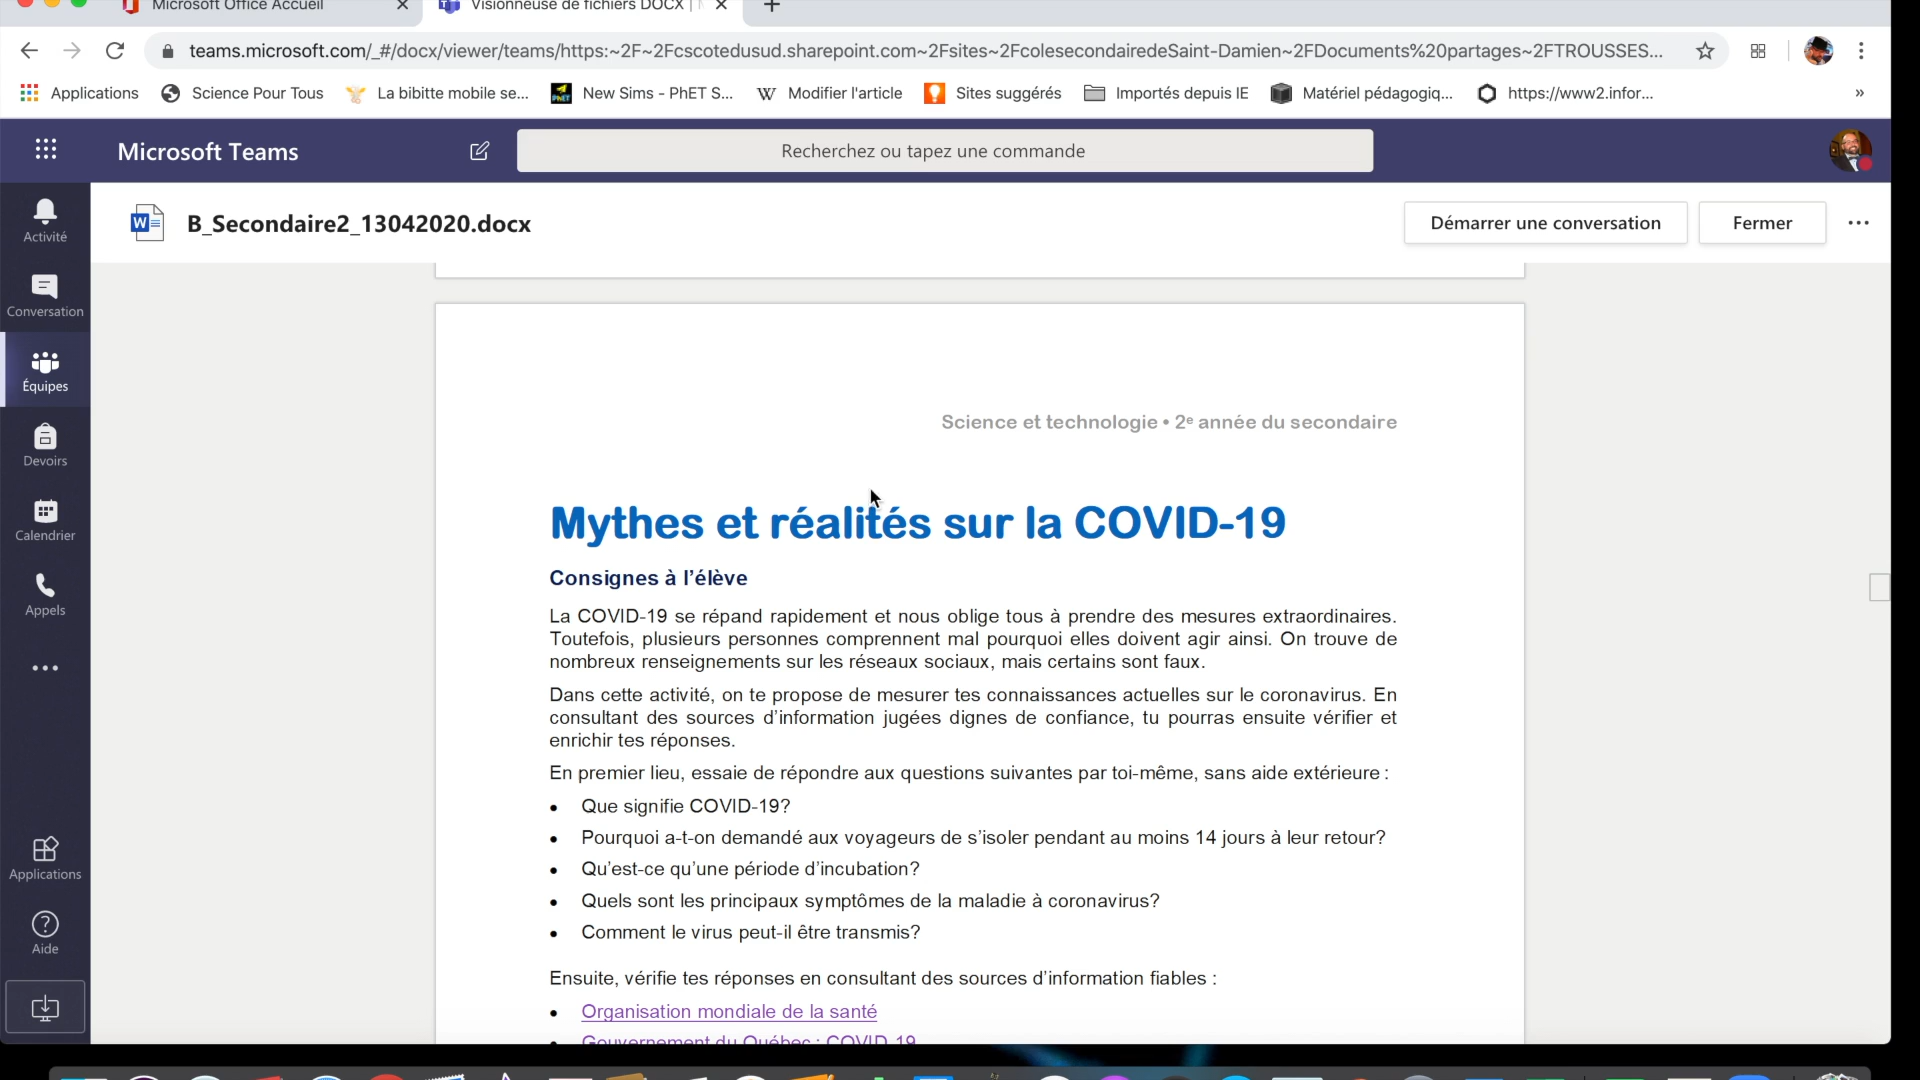 Microsoft Office Accueil
Visionneuse de fichiers DOCX |
teams.microsoft.com/_#/docx/viewer/teams/https:~2F~2Fcscotedusud.sharepoint.com~2Fsites~2FcolesecondairedeSaint-Damien~2FDocuments%20partages~2FTROUSSES...
Applications
Science Pour Tous
La bibitte mobile se...
New Sims - PhET S...
Modifier l'article
Sites suggérés
Importés depuis IE
Matériel pédagogiq...
https://www2.infor...
»
Microsoft Teams
Recherchez ou tapez une commande
B_Secondaire2_13042020.docx
Démarrer une conversation
Fermer
Activité
Conversation
Équipes
Devoirs
Calendrier
Appels
Applications
Aide
Science et technologie • 2e année du secondaire
Mythes et réalités sur la COVID-19
Consignes à l’élève
La COVID-19 se répand rapidement et nous oblige tous à prendre des mesures extraordinaires.
Toutefois, plusieurs personnes comprennent mal pourquoi elles doivent agir ainsi. On trouve de
nombreux renseignements sur les réseaux sociaux, mais certains sont faux.
Dans cette activité, on te propose de mesurer tes connaissances actuelles sur le coronavirus. En
consultant des sources d’information jugées dignes de confiance, tu pourras ensuite vérifier et
enrichir tes réponses.
En premier lieu, essaie de répondre aux questions suivantes par toi-même, sans aide extérieure :
• Que signifie COVID-19?
• Pourquoi a-t-on demandé aux voyageurs de s’isoler pendant au moins 14 jours à leur retour?
• Qu’est-ce qu’une période d’incubation?
• Quels sont les principaux symptômes de la maladie à coronavirus?
• Comment le virus peut-il être transmis?
Ensuite, vérifie tes réponses en consultant des sources d’information fiables :
• Organisation mondiale de la santé
• Gouvernement du Québec : COVID-19